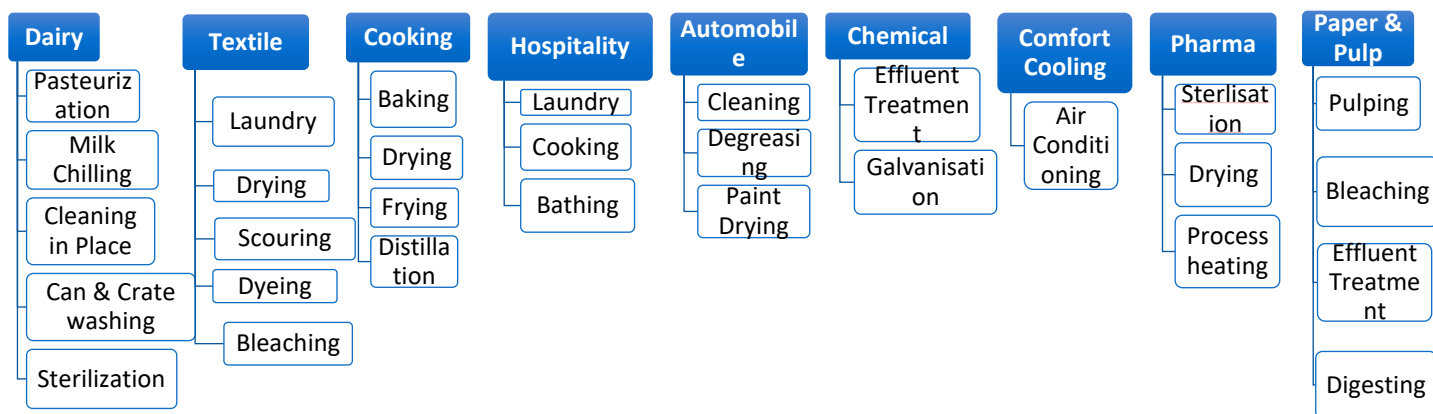 Dairy
Pasteuriz
ation
Milk
Chilling
Cleaning
in Place
Can & Crate
washing
Sterilization
Textile
Laundry
Drying
Scouring
Dyeing
Bleaching
Cooking
Baking
Drying
Frying
Distilla
tion
Hospitality
Laundry
Cooking
Bathing
Automobil
e
Cleaning
Degreasi
ng
Paint
Drying
Chemical
Effluent
Treatmen
t
Galvanisati
on
Comfort
Cooling
Air
Conditi
oning
Pharma
Sterlisat
ion
Drying
Process
heating
Paper &
Pulp
Pulping
Bleaching
Effluent
Treatme
nt
Digesting